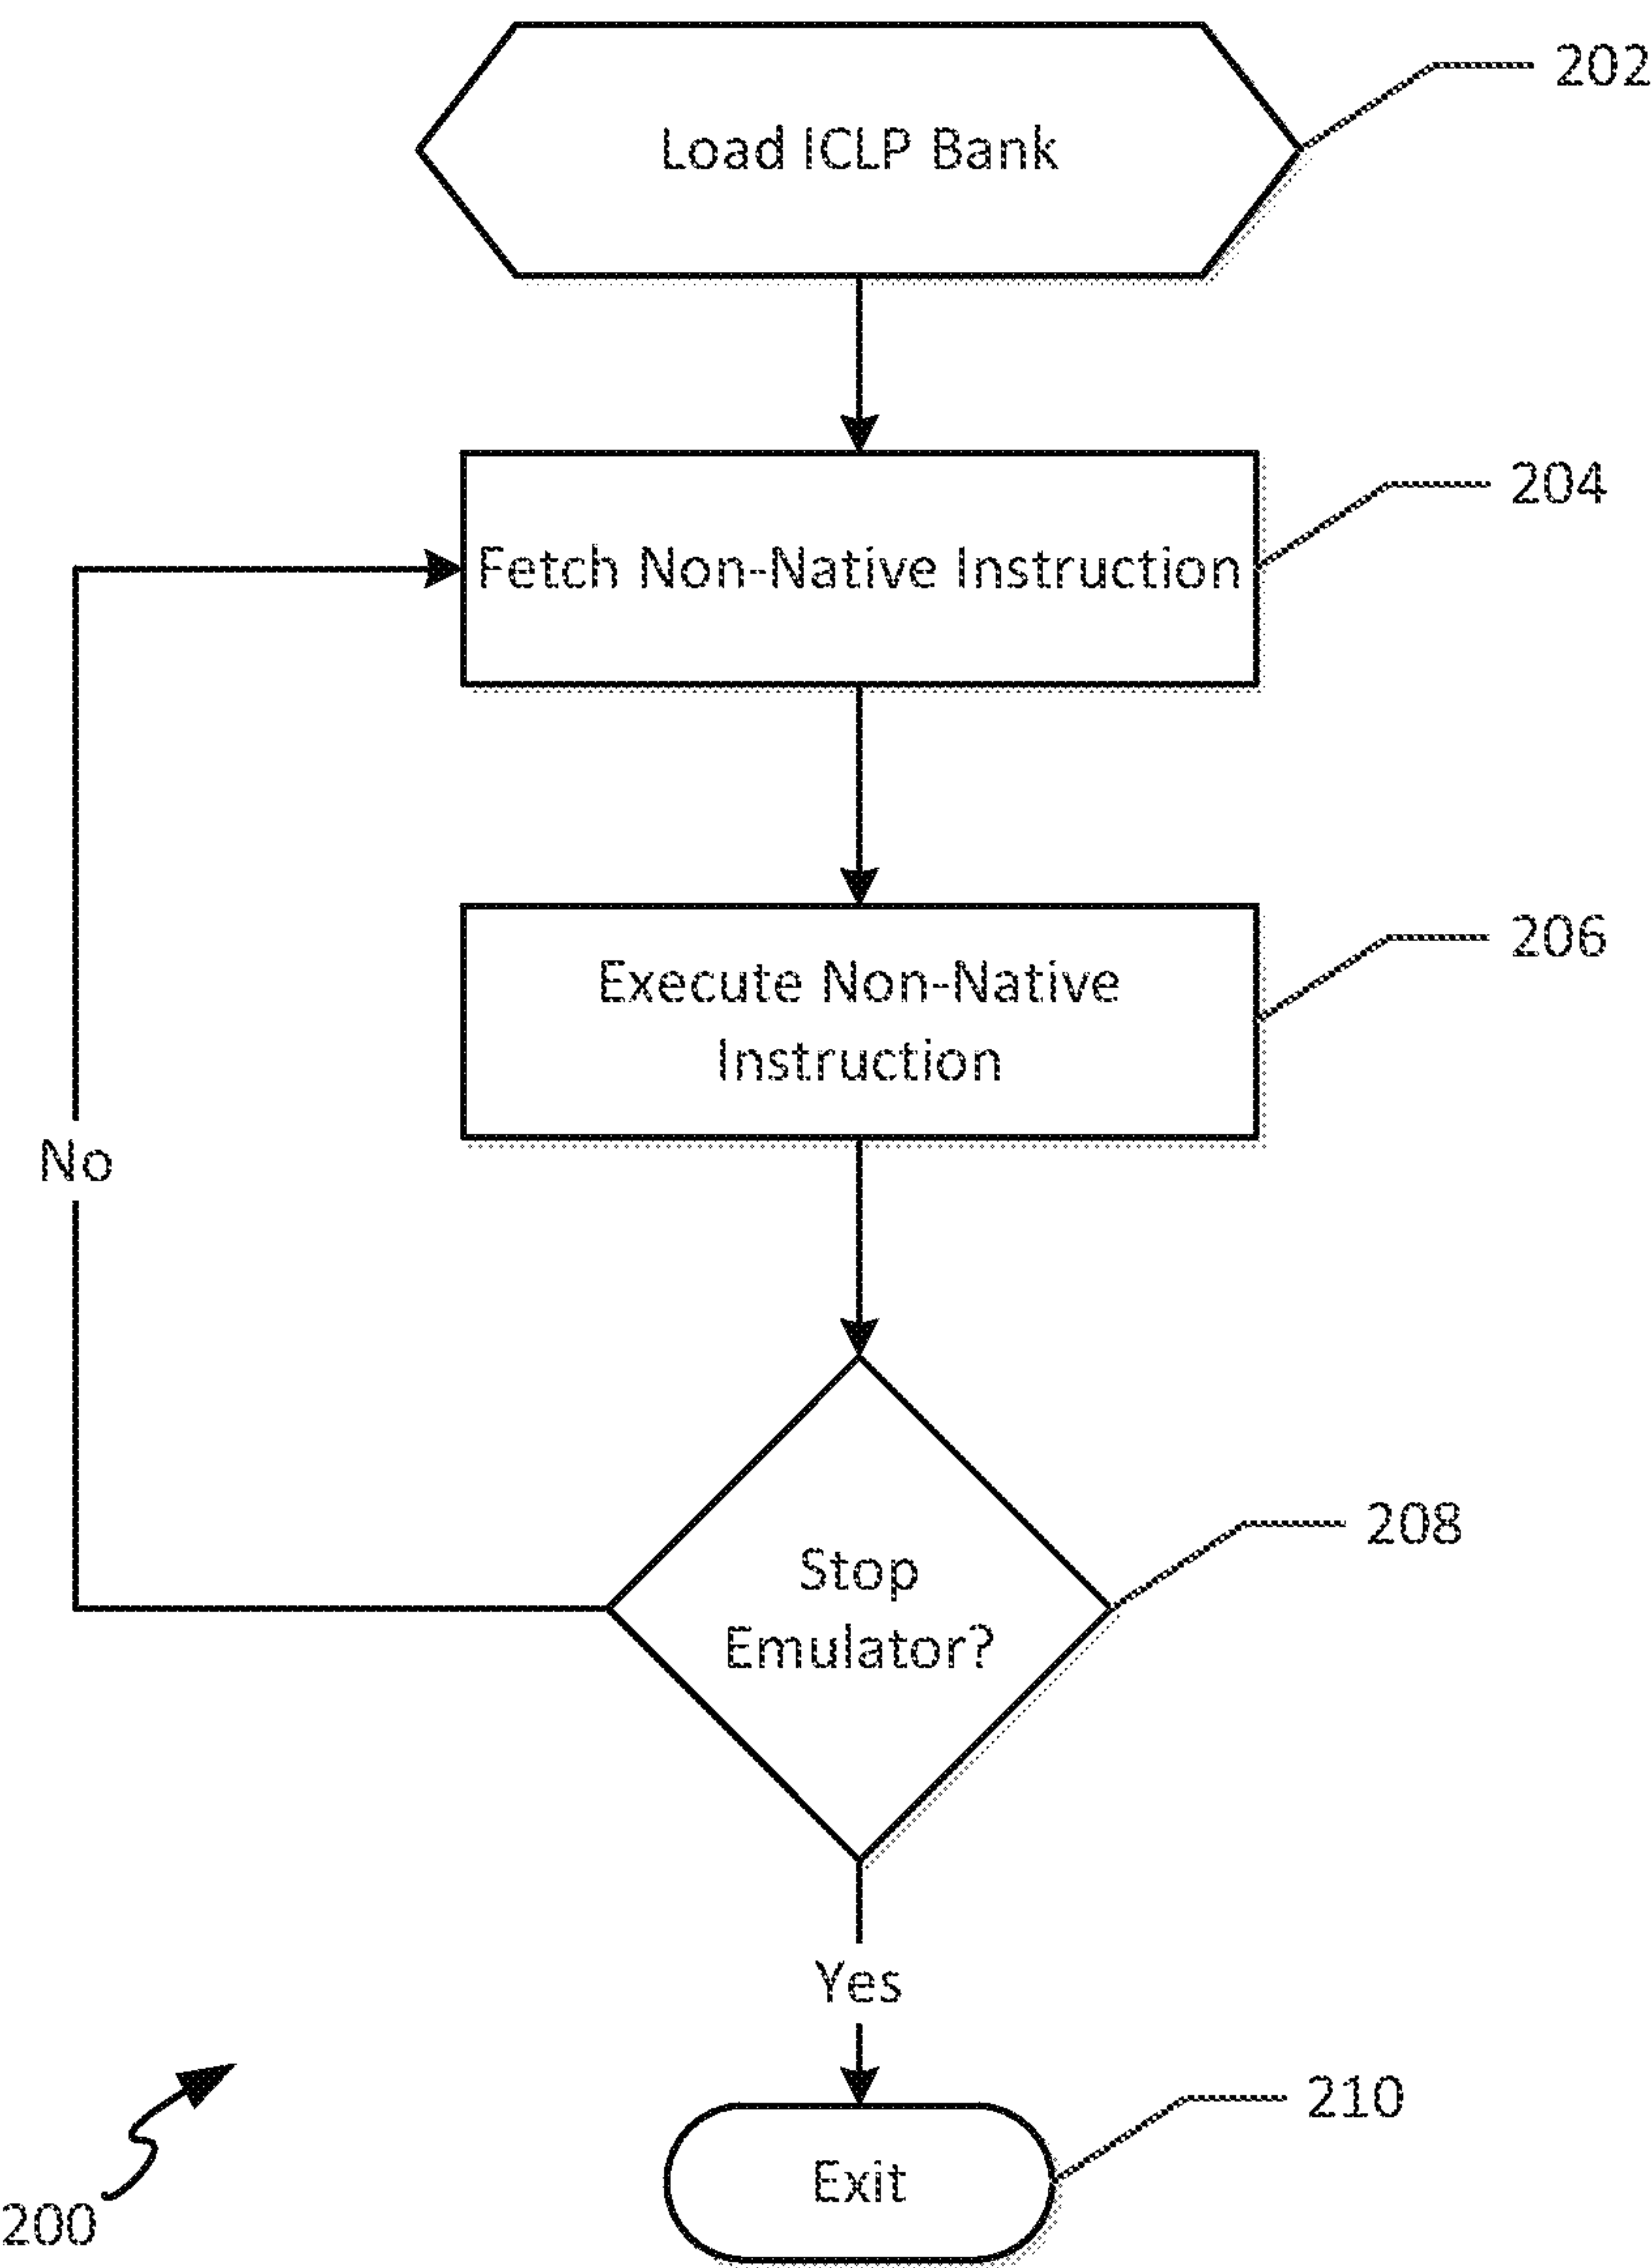 Load ICLP Bank
202
Fetch Non-Native Instruction
204
Execute Non-Native
Instruction
206
No
Stop
Emulator?
208
Yes
Exit
210
200